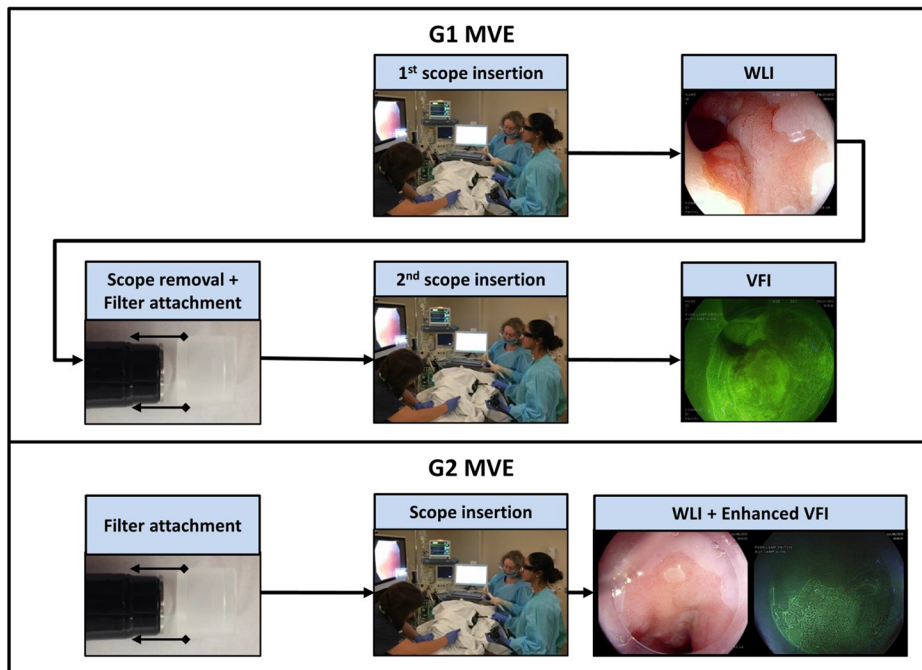 G1 MVE
1st scope insertion
WLI
Scope removal +
Filter attachment
2nd scope insertion
VFI
G2 MVE
Filter attachment
Scope insertion
WLI + Enhanced VFI